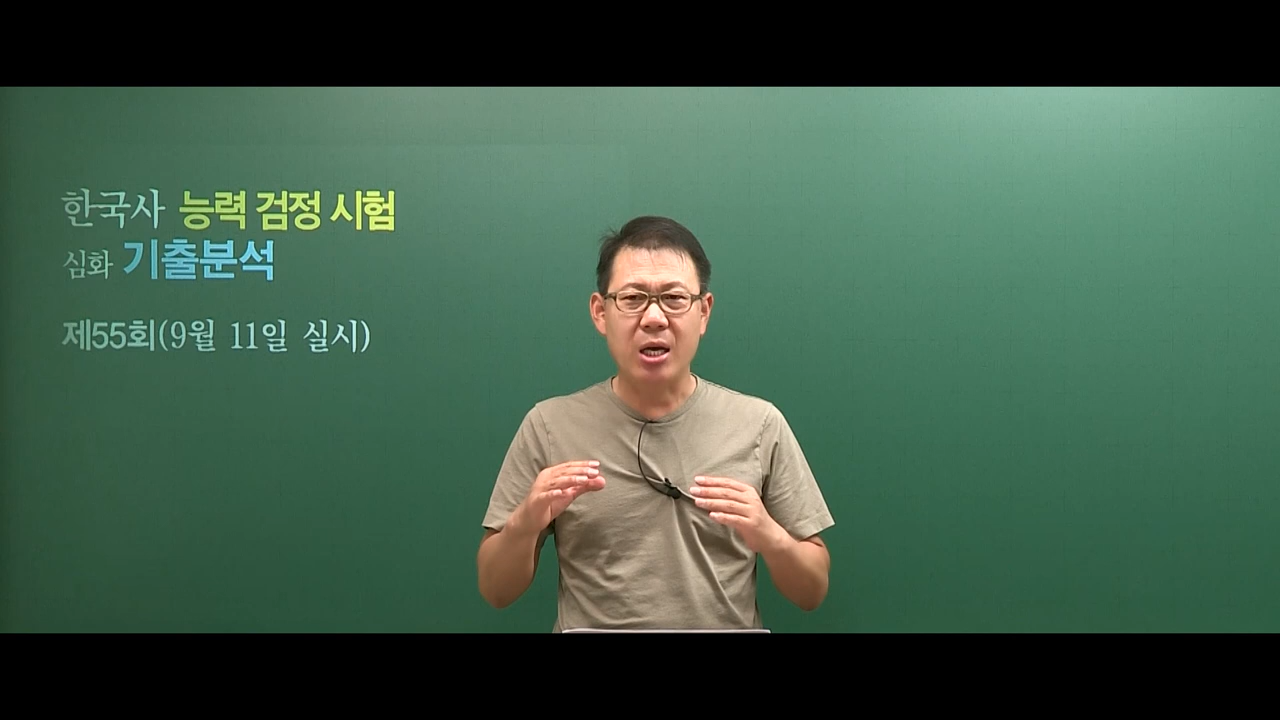 한국사 능력 검정 시험
심화 기출분석
제55회(9월 11일 실시)